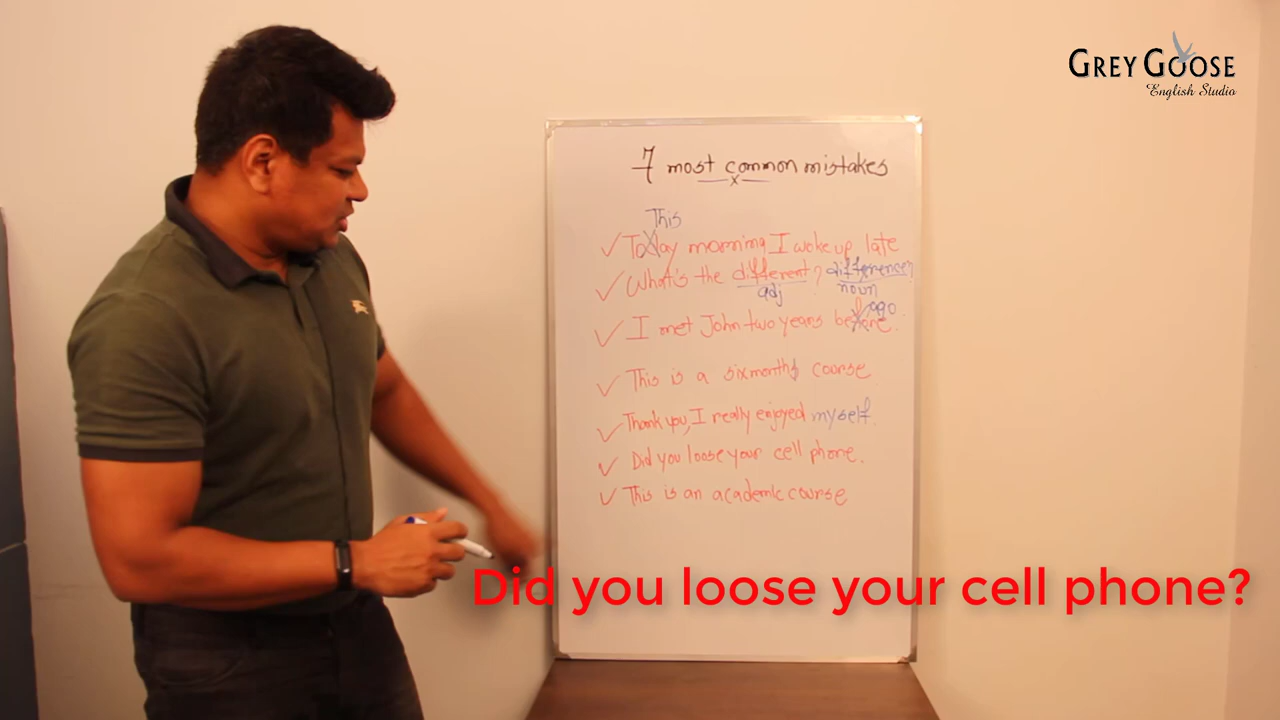 GREY GOOSE
English Studio
7 most common mistakes
x
This
Today morning I woke up late
What's the different? difference?
adj noun
ago
I met John two years before.
This is a sixmonths course
Thank you, I really enjoyed myself.
Did you loose your cell phone.
This is an academic course
Did you loose your cell phone?